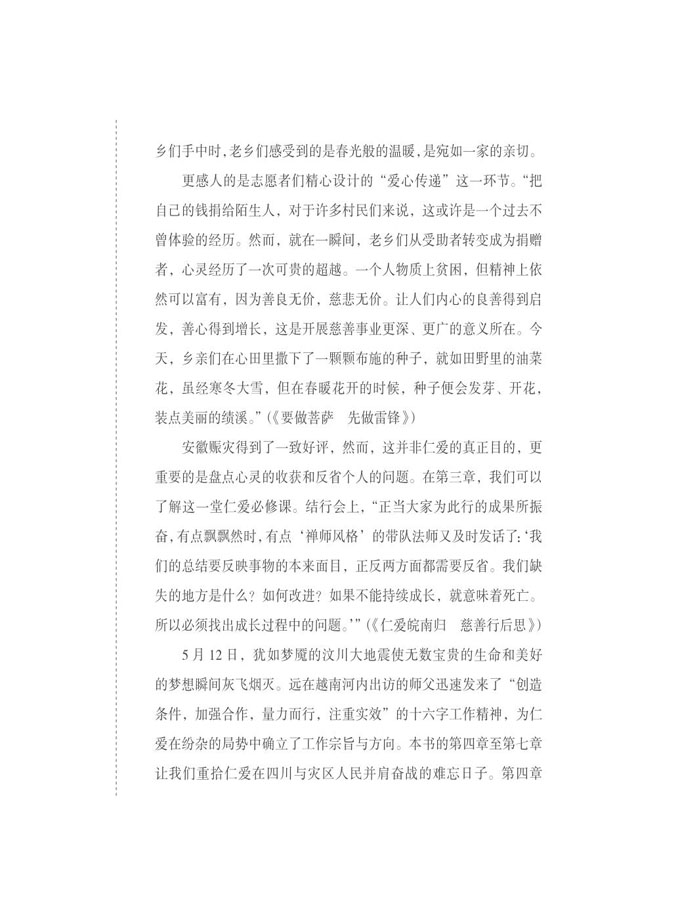 乡们手中时，老乡们感受到的是春光般的温暖，是宛如一家的亲切。
更感人的是志愿者们精心设计的“爱心传递”这一环节。“把
自己的钱捐给陌生人，对于许多村民们来说，这或许是一个过去不
曾体验的经历。然而，就在一瞬间，老乡们从受助者转变成为捐赠
者，心灵经历了一次可贵的超越。一个人物质上贫困，但精神上依
然可以富有，因为善良无价，慈悲无价。让人们内心的良善得到启
发，善心得到增长，这是开展慈善事业更深、更广的意义所在。今
天，乡亲们在心田里撒下了一颗颗布施的种子，就如田野里的油菜
花，虽经寒冬大雪，但在春暖花开的时候，种子便会发芽、开花，
装点美丽的绩溪。”（《要做菩萨　先做雷锋》）
安徽赈灾得到了一致好评，然而，这并非仁爱的真正目的，更
重要的是盘点心灵的收获和反省个人的问题。在第三章，我们可以
了解这一堂仁爱必修课。结行会上，“正当大家为此行的成果所振
奋，有点飘飘然时，有点‘禅师风格’的带队法师又及时发话了：‘我
们的总结要反映事物的本来面目，正反两方面都需要反省。我们缺
失的地方是什么？如何改进？如果不能持续成长，就意味着死亡。
所以必须找出成长过程中的问题。’”（《仁爱皖南归　慈善行后思》）
5 月 12 日，犹如梦魇的汶川大地震使无数宝贵的生命和美好
的梦想瞬间灰飞烟灭。远在越南河内出访的师父迅速发来了“创造
条件，加强合作，量力而行，注重实效”的十六字工作精神，为仁
爱在纷杂的局势中确立了工作宗旨与方向。本书的第四章至第七章
让我们重拾仁爱在四川与灾区人民并肩奋战的难忘日子。第四章